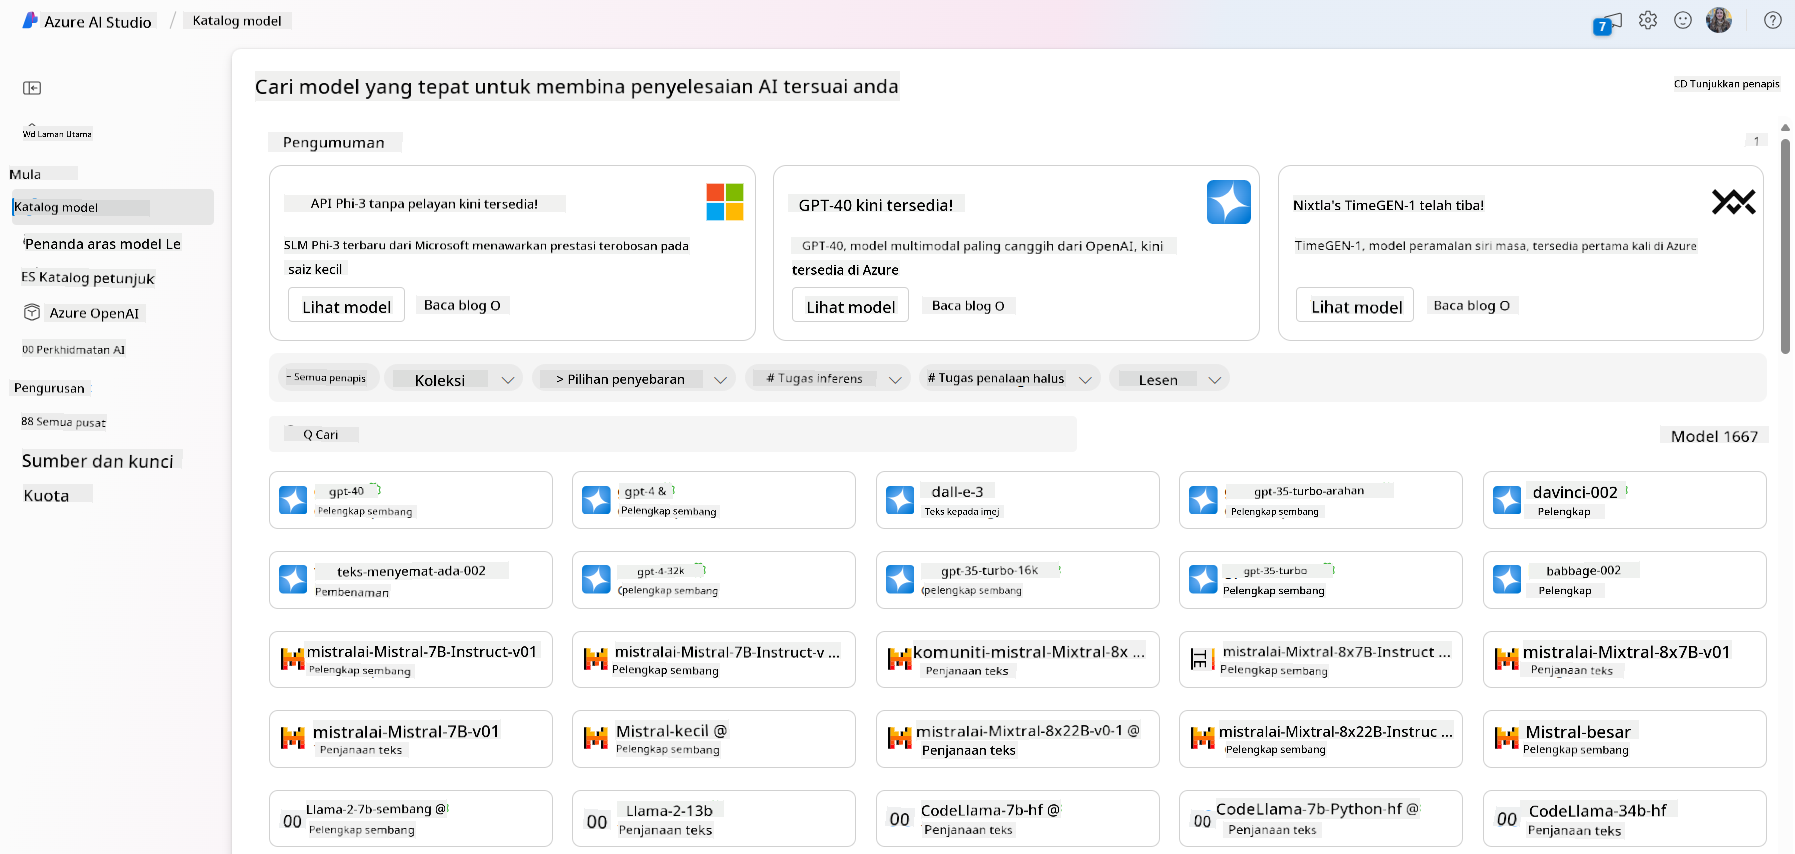 Azure AI Studio / Katalog model
7
Cari model yang tepat untuk membina penyelesaian AI tersuai anda
CD Tunjukkan penapis
Wd Laman Utama
Mula
Katalog model
Penanda aras model Le
ES Katalog petunjuk
Azure OpenAI
00 Perkhidmatan AI
Pengurusan
88 Semua pusat
Sumber dan kunci
Kuota
Pengumuman
1
API Phi-3 tanpa pelayan kini tersedia!
SLM Phi-3 terbaru dari Microsoft menawarkan prestasi terobosan pada
saiz kecil
Lihat model
Baca blog O
GPT-40 kini tersedia!
GPT-40, model multimodal paling canggih dari OpenAI, kini
tersedia di Azure
Lihat model
Baca blog O
Nixtla's TimeGEN-1 telah tiba!
TimeGEN-1, model peramalan siri masa, tersedia pertama kali di Azure
Lihat model
Baca blog O
~ Semua penapis
Koleksi
> Pilihan penyebaran
# Tugas inferens
# Tugas penalaan halus
Lesen
Q Cari
Model 1667
gpt-40
Pelengkap sembang
gpt-4 &
Pelengkap sembang
dall-e-3
Teks kepada imej
gpt-35-turbo-arahan
Pelengkap sembang
davinci-002
Pelengkap
teks-menyemat-ada-002
Pembenaman
gpt-4-32k
(pelengkap sembang
gpt-35-turbo-16k
(pelengkap sembang
gpt-35-turbo
Pelengkap sembang
babbage-002
Pelengkap
mistralai-Mistral-7B-Instruct-v01
Pelengkap sembang
mistralai-Mistral-7B-Instruct-v ...
Pelengkap sembang
komuniti-mistral-Mixtral-8x ...
Penjanaan teks
mistralai-Mixtral-8x7B-Instruct ...
Pelengkap sembang
mistralai-Mixtral-8x7B-v01
Penjanaan teks
mistralai-Mistral-7B-v01
Penjanaan teks
Mistral-kecil @
Pelengkap sembang
mistralai-Mixtral-8x22B-v0-1 @
Penjanaan teks
mistralai-Mixtral-8x22B-Instruc ...
Pelengkap sembang
Mistral-besar
Pelengkap sembang
00 Llama-2-7b-sembang @
Pelengkap sembang
00 Llama-2-13b
Penjanaan teks
00 CodeLlama-7b-hf @
Penjanaan teks
00 CodeLlama-7b-Python-hf @
Penjanaan teks
00 CodeLlama-34b-hf
Penjanaan teks